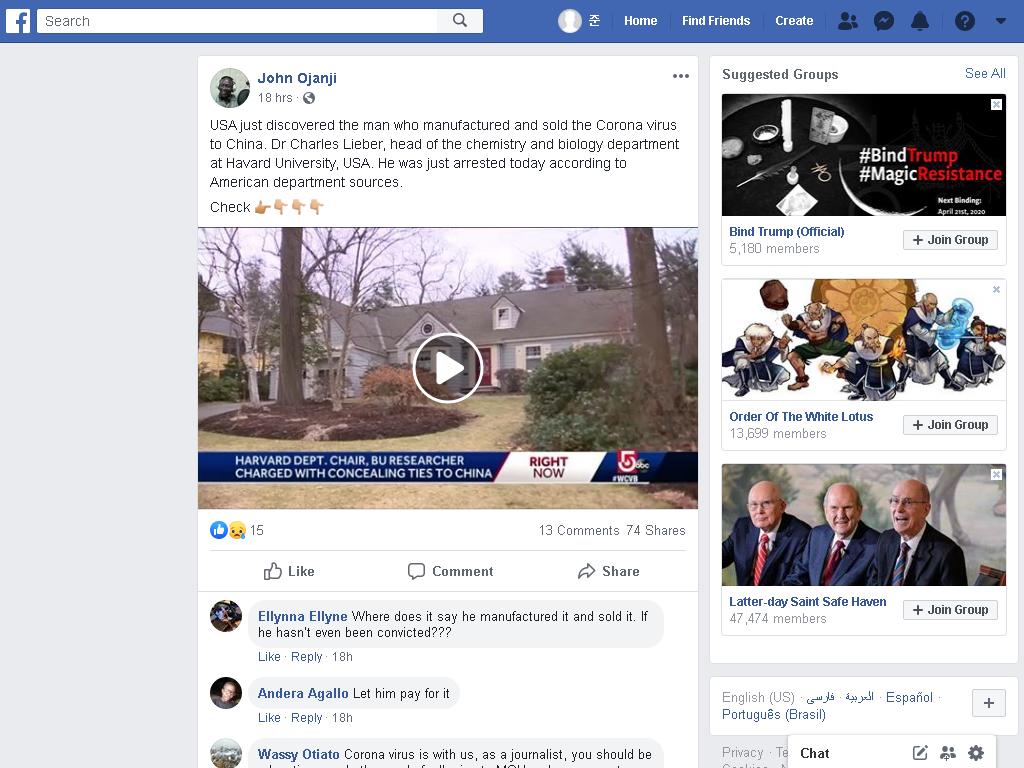 Search
준
Home
Find Friends
Create
John Ojanji
18 hrs ·
USA just discovered the man who manufactured and sold the Corona virus
to China. Dr Charles Lieber, head of the chemistry and biology department
at Havard University, USA. He was just arrested today according to
American department sources.
Check 👉👇👇👇
HARVARD DEPT. CHAIR, BU RESEARCHER
CHARGED WITH CONCEALING TIES TO CHINA
RIGHT
NOW
5 abc
#WCVB
15
13 Comments 74 Shares
Like
Comment
Share
Ellynna Ellyne Where does it say he manufactured it and sold it. If
he hasn't even been convicted???
Like · Reply · 18h
Andera Agallo Let him pay for it
Like · Reply · 18h
Wassy Otiato Corona virus is with us, as a journalist, you should be
Suggested Groups
See All
#BindTrump
#MagicResistance
Next Binding:
April 21st, 2020
Bind Trump (Official)
5,180 members
+ Join Group
Order Of The White Lotus
13,699 members
+ Join Group
Latter-day Saint Safe Haven
47,474 members
+ Join Group
English (US) · فارسی · العربية · Español ·
Português (Brasil)
+
Privacy · Te
Chat